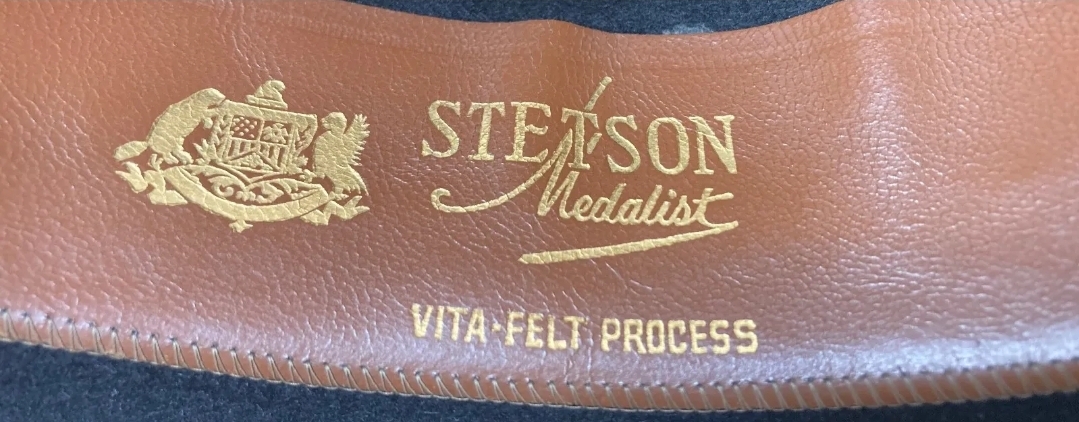 STETSON
Medalist
VITA-FELT PROCESS